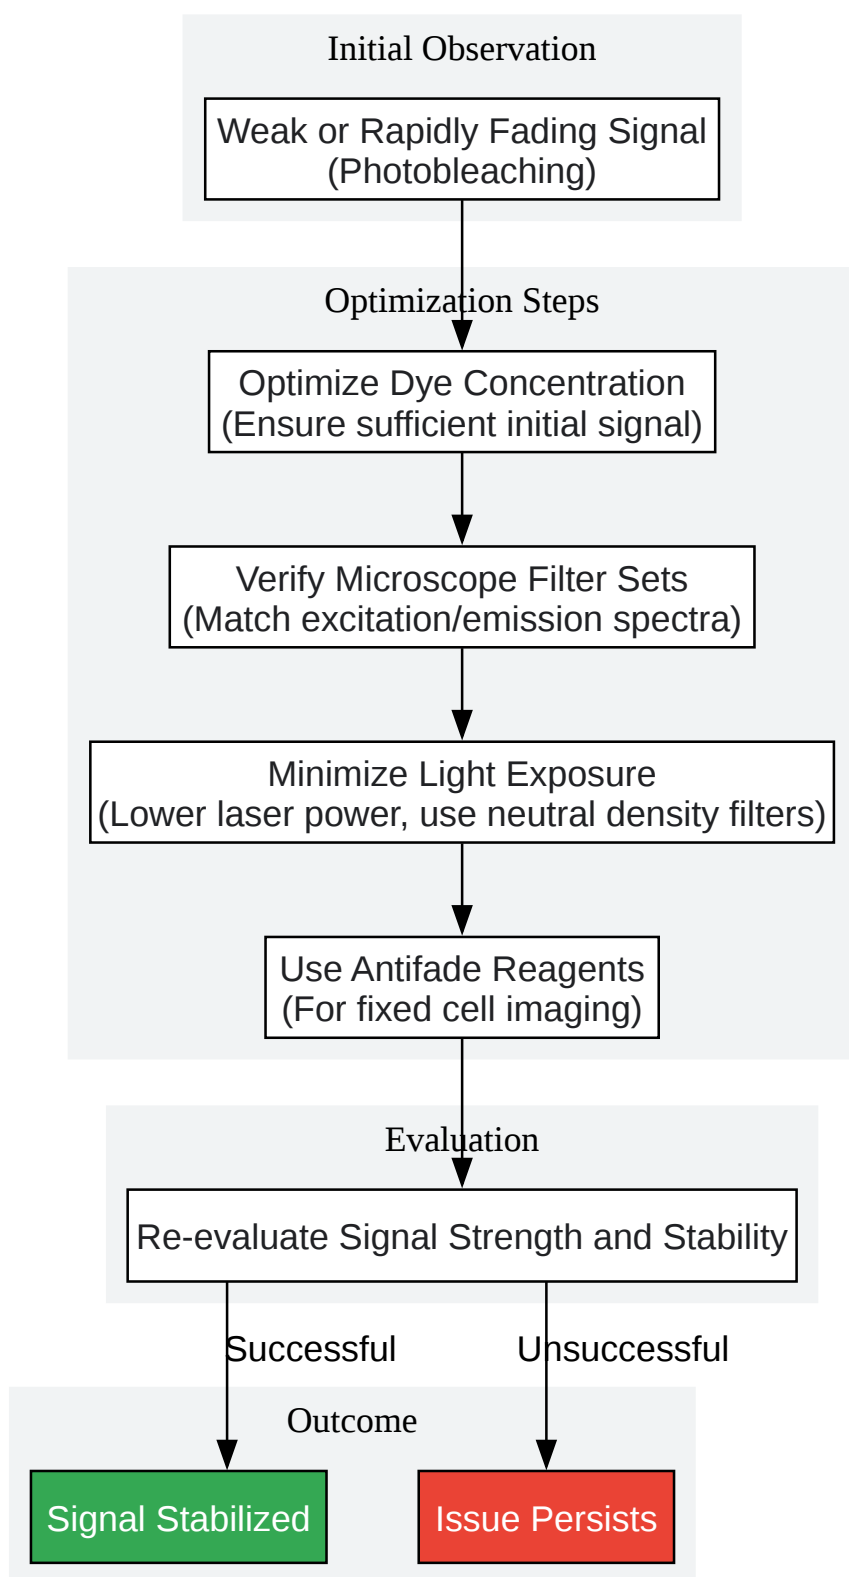 Initial Observation
Weak or Rapidly Fading Signal
(Photobleaching)
Optimization Steps
Optimize Dye Concentration
(Ensure sufficient initial signal)
Verify Microscope Filter Sets
(Match excitation/emission spectra)
Minimize Light Exposure
(Lower laser power, use neutral density filters)
Use Antifade Reagents
(For fixed cell imaging)
Evaluation
Re-evaluate Signal Strength and Stability
Successful
Unsuccessful
Outcome
Signal Stabilized
Issue Persists